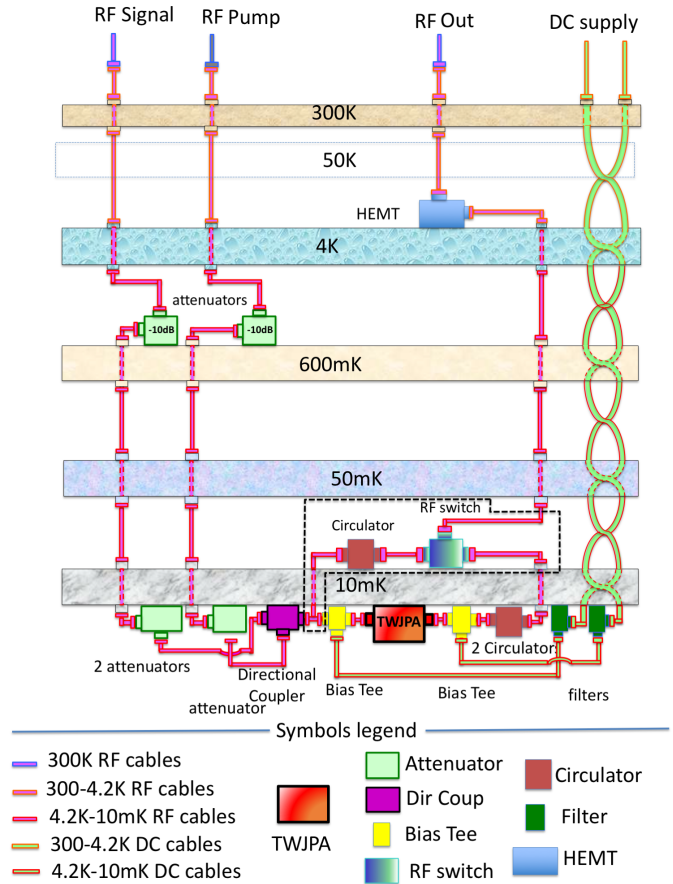 RF Signal
RF Pump
RF Out
DC supply
300K
50K
HEMT
4K
attenuators
-10dB
-10dB
600mK
50mK
RF switch
Circulator
10mK
TWJPA
2 attenuators
Directional
Coupler
attenuator
2 Circulators
Bias Tee
Bias Tee
filters
Symbols legend
300K RF cables
300-4.2K RF cables
4.2K-10mK RF cables
300-4.2K DC cables
4.2K-10mK DC cables
TWJPA
Attenuator
Dir Coup
Bias Tee
RF switch
Circulator
Filter
HEMT